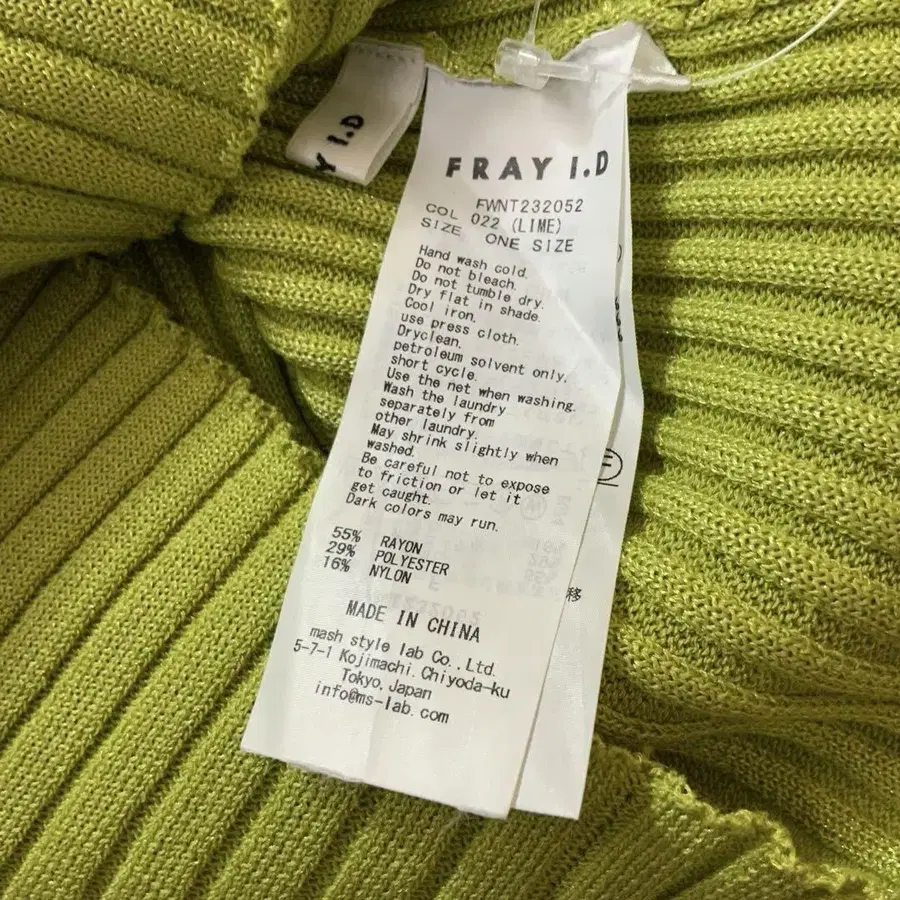 Y I.D
FRAY I.D
FWNT232052
COL 022 (LIME)
SIZE ONE SIZE
Hand wash cold.
Do not bleach.
Do not tumble dry.
Dry flat in shade.
Cool iron.
use press cloth.
Dryclean.
petroleum solvent only.
short cycle.
Use the net when washing.
Wash the laundry
separately from
other laundry.
May shrink slightly when
washed.
Be careful not to expose
to friction or let it
get caught.
Dark colors may run.
55% RAYON
29% POLYESTER
16% NYLON
MADE IN CHINA
mash style lab Co.,Ltd.
5-7-1 Kojimachi.Chiyoda-ku
Tokyo,Japan
info@ms-lab.com
F
移